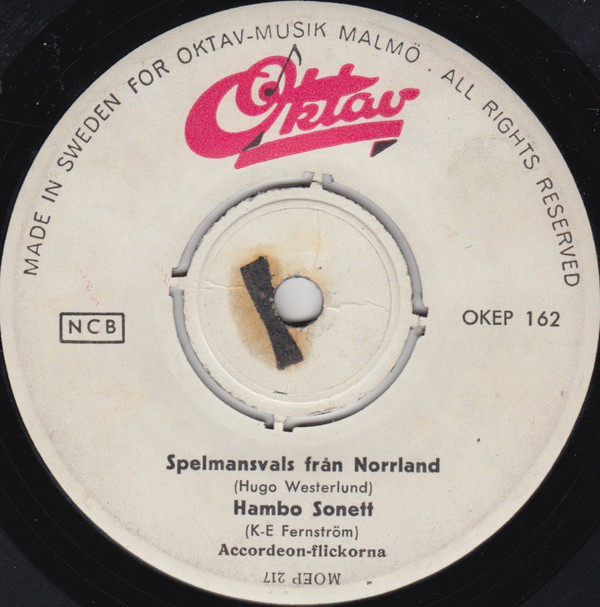 MADE IN SWEDEN FOR OKTAV-MUSIK MALMÖ · ALL RIGHTS RESERVED
Oktav
NCB
OKEP 162
Spelmansvals från Norrland
(Hugo Westerlund)
Hambo Sonett
(K-E Fernström)
Accordeon-flickorna
MOEP 217